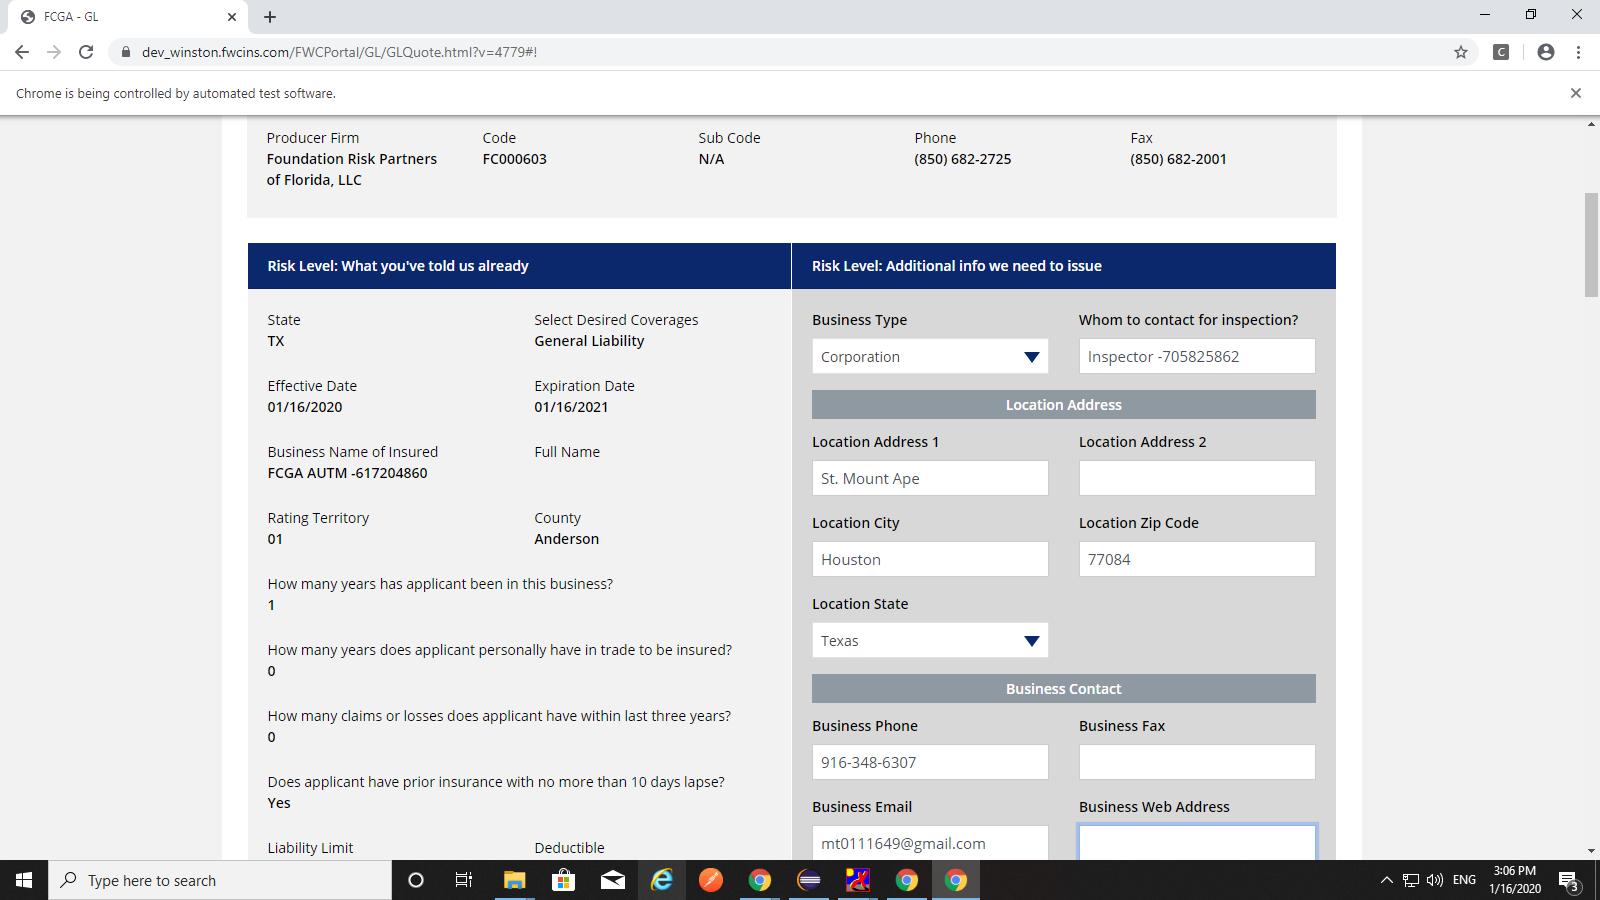 FCGA - GL
dev_winston.fwcins.com/FWCPortal/GL/GLQuote.html?v=4779#!
C
Chrome is being controlled by automated test software.
Producer Firm
Code
Sub Code
Phone
Fax
Foundation Risk Partners
of Florida, LLC
FC000603
N/A
(850) 682-2725
(850) 682-2001
Risk Level: What you've told us already
State
Select Desired Coverages
TX
General Liability
Effective Date
Expiration Date
01/16/2020
01/16/2021
Business Name of Insured
Full Name
FCGA AUTM -617204860
Rating Territory
County
01
Anderson
How many years has applicant been in this business?
1
How many years does applicant personally have in trade to be insured?
0
How many claims or losses does applicant have within last three years?
0
Does applicant have prior insurance with no more than 10 days lapse?
Yes
Liability Limit
Deductible
Risk Level: Additional info we need to issue
Business Type
Whom to contact for inspection?
Corporation
Inspector -705825862
Location Address
Location Address 1
Location Address 2
St. Mount Ape
Location City
Location Zip Code
Houston
77084
Location State
Texas
Business Contact
Business Phone
Business Fax
916-348-6307
Business Email
Business Web Address
mt0111649@gmail.com
Type here to search
ENG
3:06 PM
1/16/2020
3